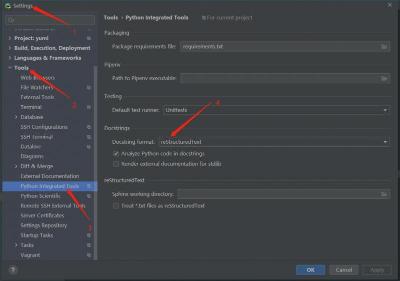 Settings
Tools › Python Integrated Tools For current project
1
Project: yumi
Build, Execution, Deployment
Languages & Frameworks
Tools
Web Browsers
File Watchers
External Tools
Terminal
Database
SSH Configurations
SSH Terminal
Datalore
Diagrams
Diff & Merge
External Documentation
Python Integrated Tools
Python Scientific
Remote SSH External Tools
Server Certificates
Settings Repository
Startup Tasks
Tasks
Vagrant
2
3
Packaging
Package requirements file: requirements.txt
Pipenv
Path to Pipenv executable:
Testing
4
Default test runner: Unittests
Docstrings
Docstring format: reStructuredText
Analyze Python code in docstrings
Render external documentation for stdlib
reStructuredText
Sphinx working directory:
Treat *.txt files as reStructuredText
?
OK
Cancel
Apply